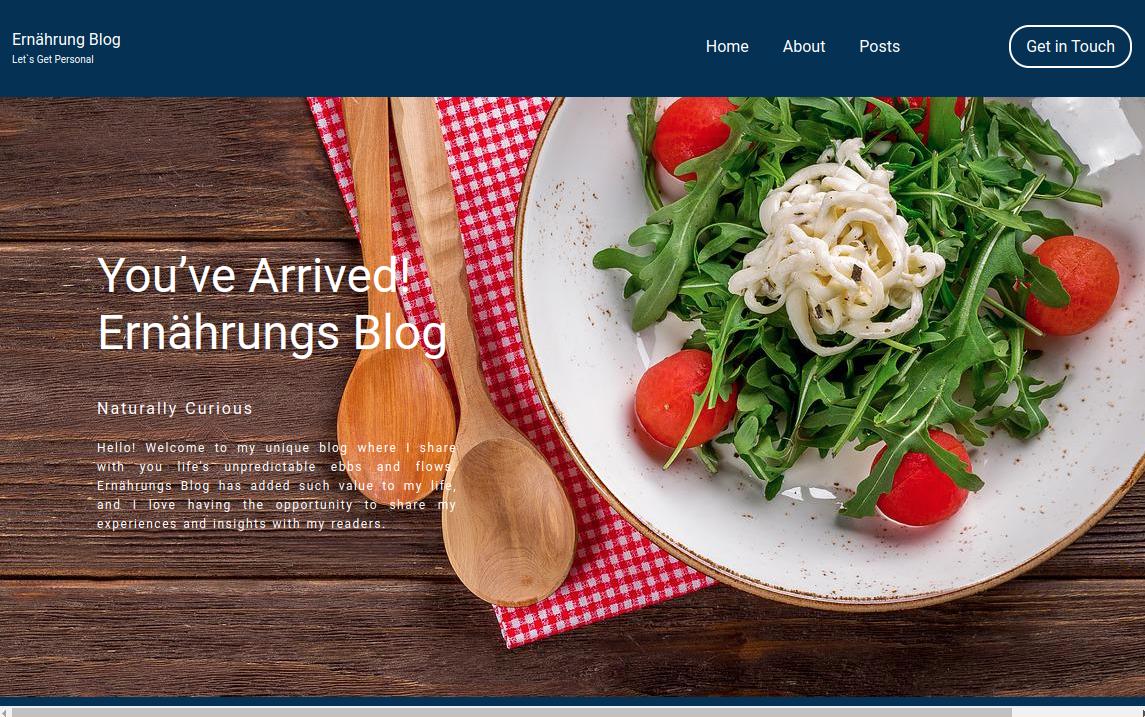 Ernährung Blog
Let`s Get Personal
Home
About
Posts
Get in Touch
You’ve Arrived!
Ernährungs Blog
Naturally Curious
Hello! Welcome to my unique blog where I share
with you life’s unpredictable ebbs and flows.
Ernährungs Blog has added such value to my life,
and I love having the opportunity to share my
experiences and insights with my readers.